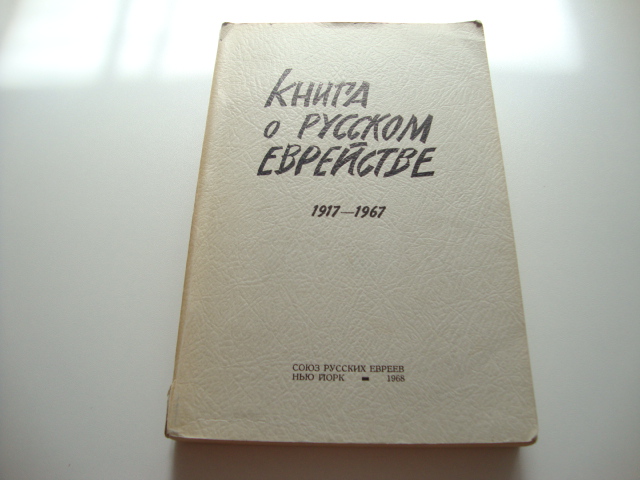 КНИГА
О РУССКОМ
ЕВРЕЙСТВЕ
1917—1967
СОЮЗ РУССКИХ ЕВРЕЕВ
НЬЮ ЙОРК - 1968